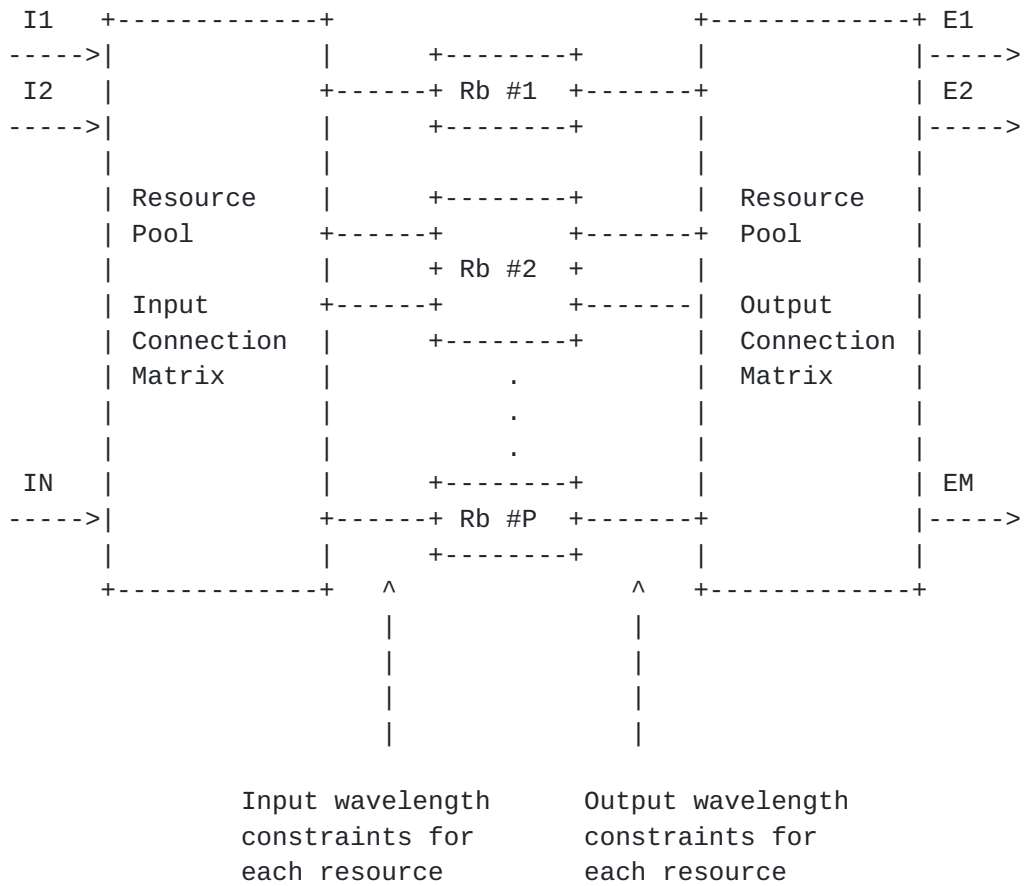 I1 E1
I2 Rb #1 E2
Resource Resource
Pool Pool
Rb #2
Input Output
Connection Connection
Matrix Matrix
.
.
.
IN EM
Rb #P
Input wavelength Output wavelength
constraints for constraints for
each resource each resource